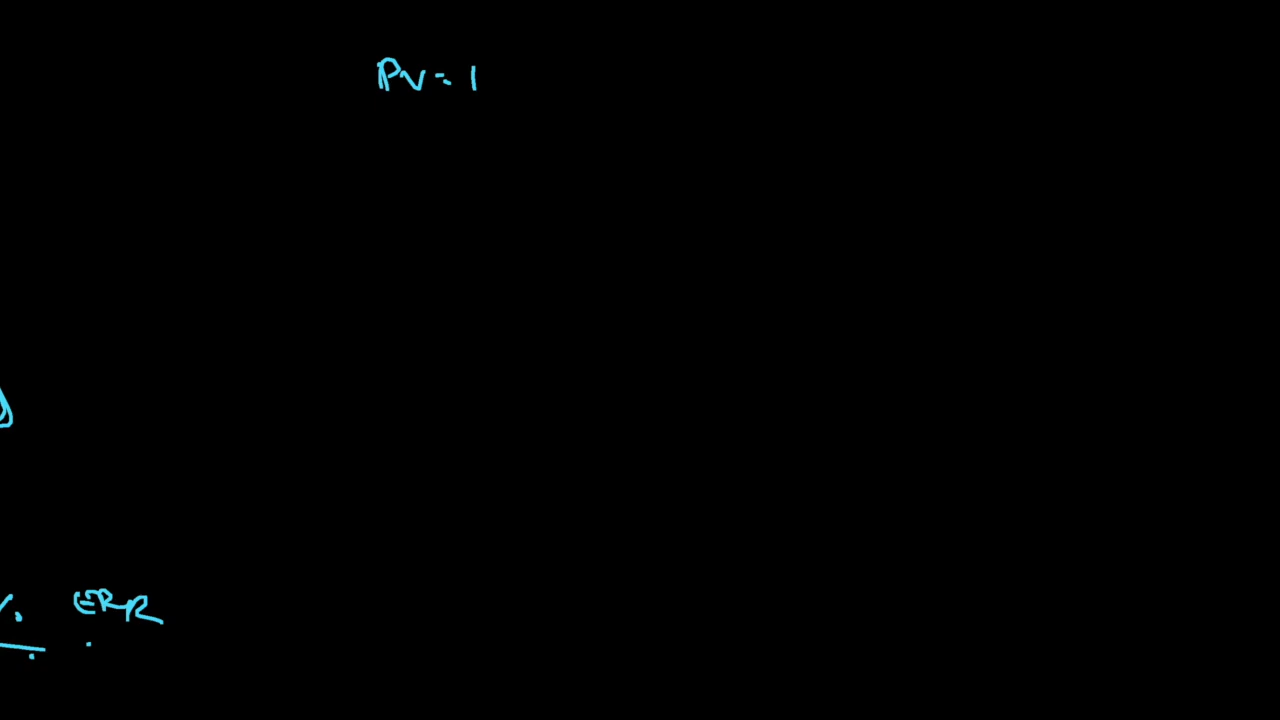 PV = 1
%. ERR